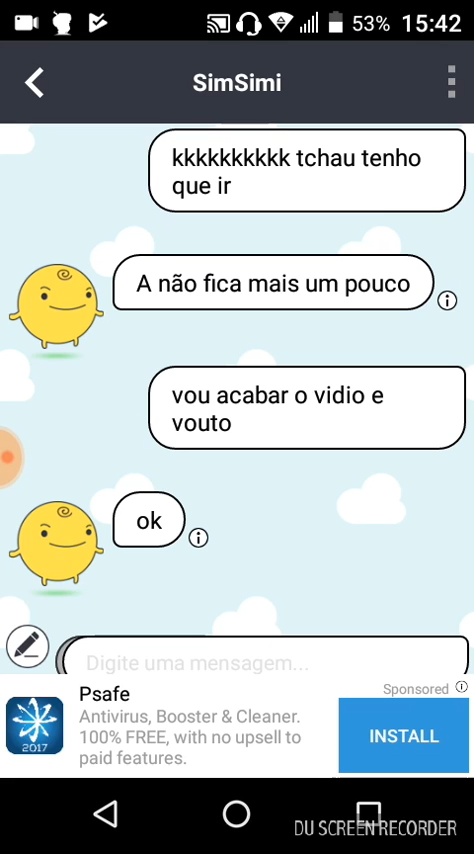 53% 15:42
SimSimi
kkkkkkkkkk tchau tenho
que ir
A não fica mais um pouco
vou acabar o vidio e
vouto
ok
Digite uma mensagem...
Psafe
Sponsored
Antivirus, Booster & Cleaner.
100% FREE, with no upsell to
paid features.
INSTALL
2017
DU SCREEN RECORDER